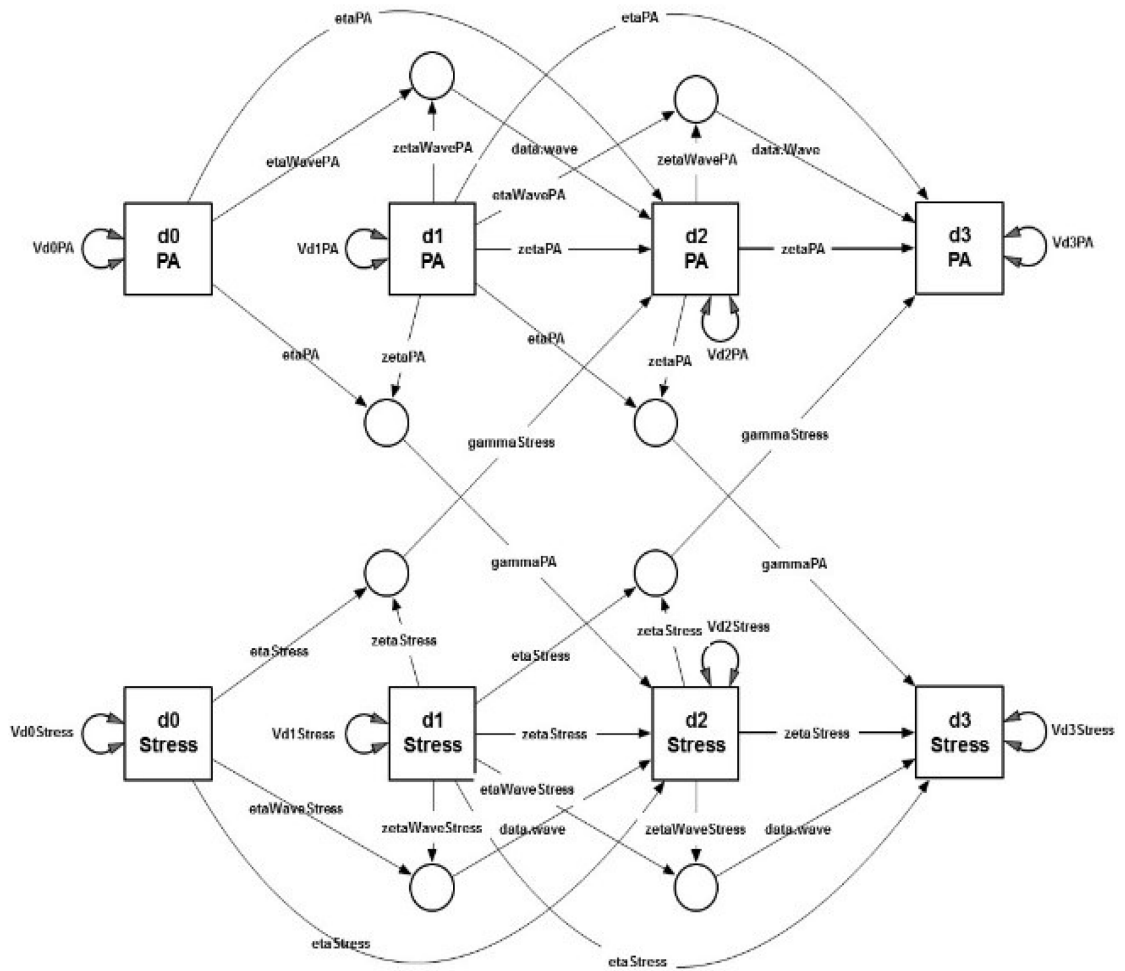 etaPA
etaPA
etaWavePA
zetaWavePA
data.wave
etaWavePA
zetaWavePA
data.Wave
Vd0PA
d0
PA
Vd1PA
d1
PA
zetaPA
d2
PA
zetaPA
d3
PA
Vd3PA
Vd2PA
etaPA
zetaPA
etaPA
zetaPA
gammaStress
gammaStress
gammaPA
gammaPA
etaStress
zetaStress
etaStress
zetaStress
Vd2Stress
Vd0Stress
d0
Stress
Vd1Stress
d1
Stress
zetaStress
d2
Stress
zetaStress
d3
Stress
Vd3Stress
etaWaveStress
zetaWaveStress
etaWaveStress
data.wave
zetaWaveStress
data.wave
etaStress
etaStress